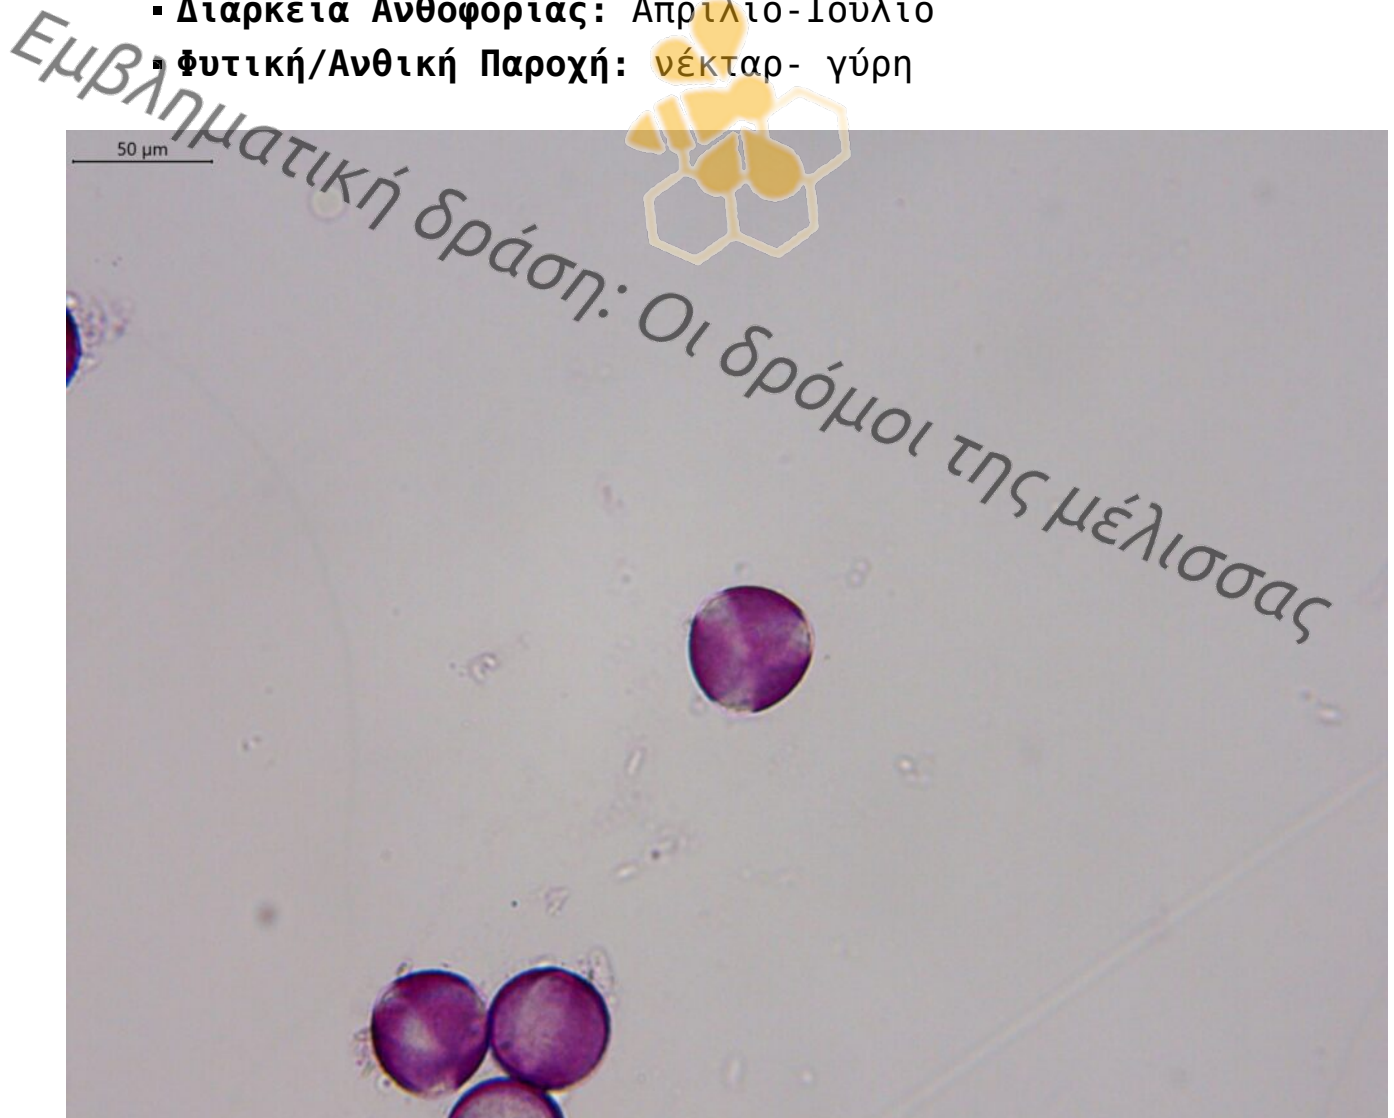 ▪ Διάρκεια Ανθοφορίας: Απρίλιο-Ιούλιο
▪ Φυτική/Ανθική Παροχή: νέκταρ- γύρη
50 μm
Εμβληματική δράση: Οι δρόμοι της μέλισσας